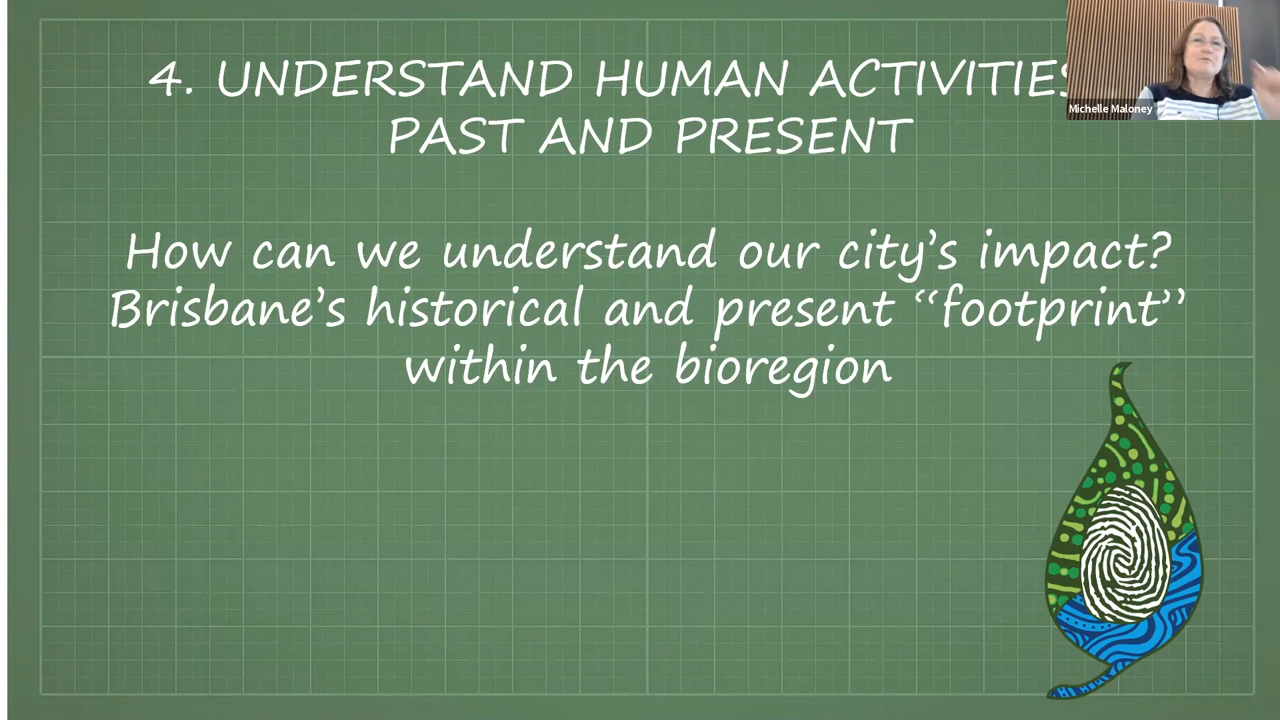 4. UNDERSTAND HUMAN ACTIVITIES
PAST AND PRESENT
How can we understand our city's impact?
Brisbane's historical and present “footprint”
within the bioregion
Michelle Maloney